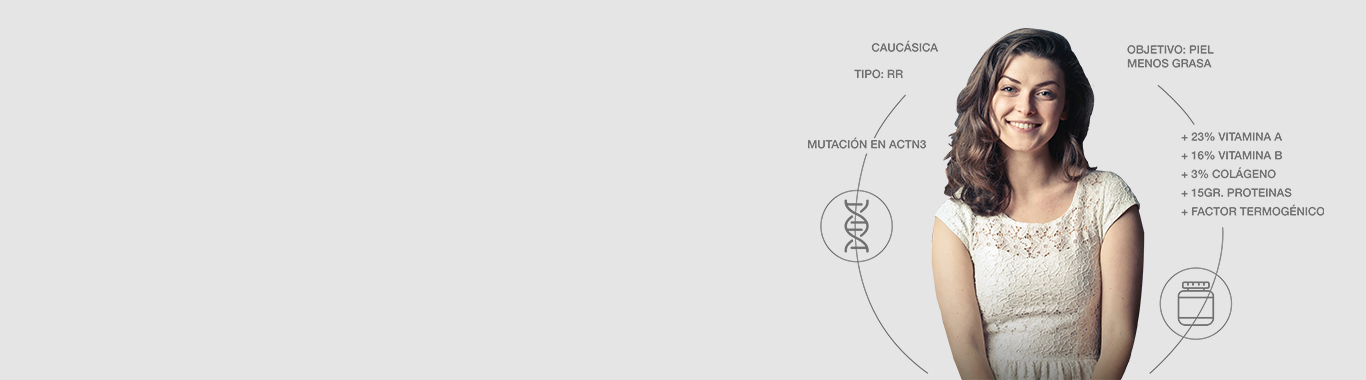 CAUCÁSICA
TIPO: RR
MUTACIÓN EN ACTN3
OBJETIVO: PIEL
MENOS GRASA
+ 23% VITAMINA A
+ 16% VITAMINA B
+ 3% COLÁGENO
+ 15GR. PROTEINAS
+ FACTOR TERMOGÉNICO